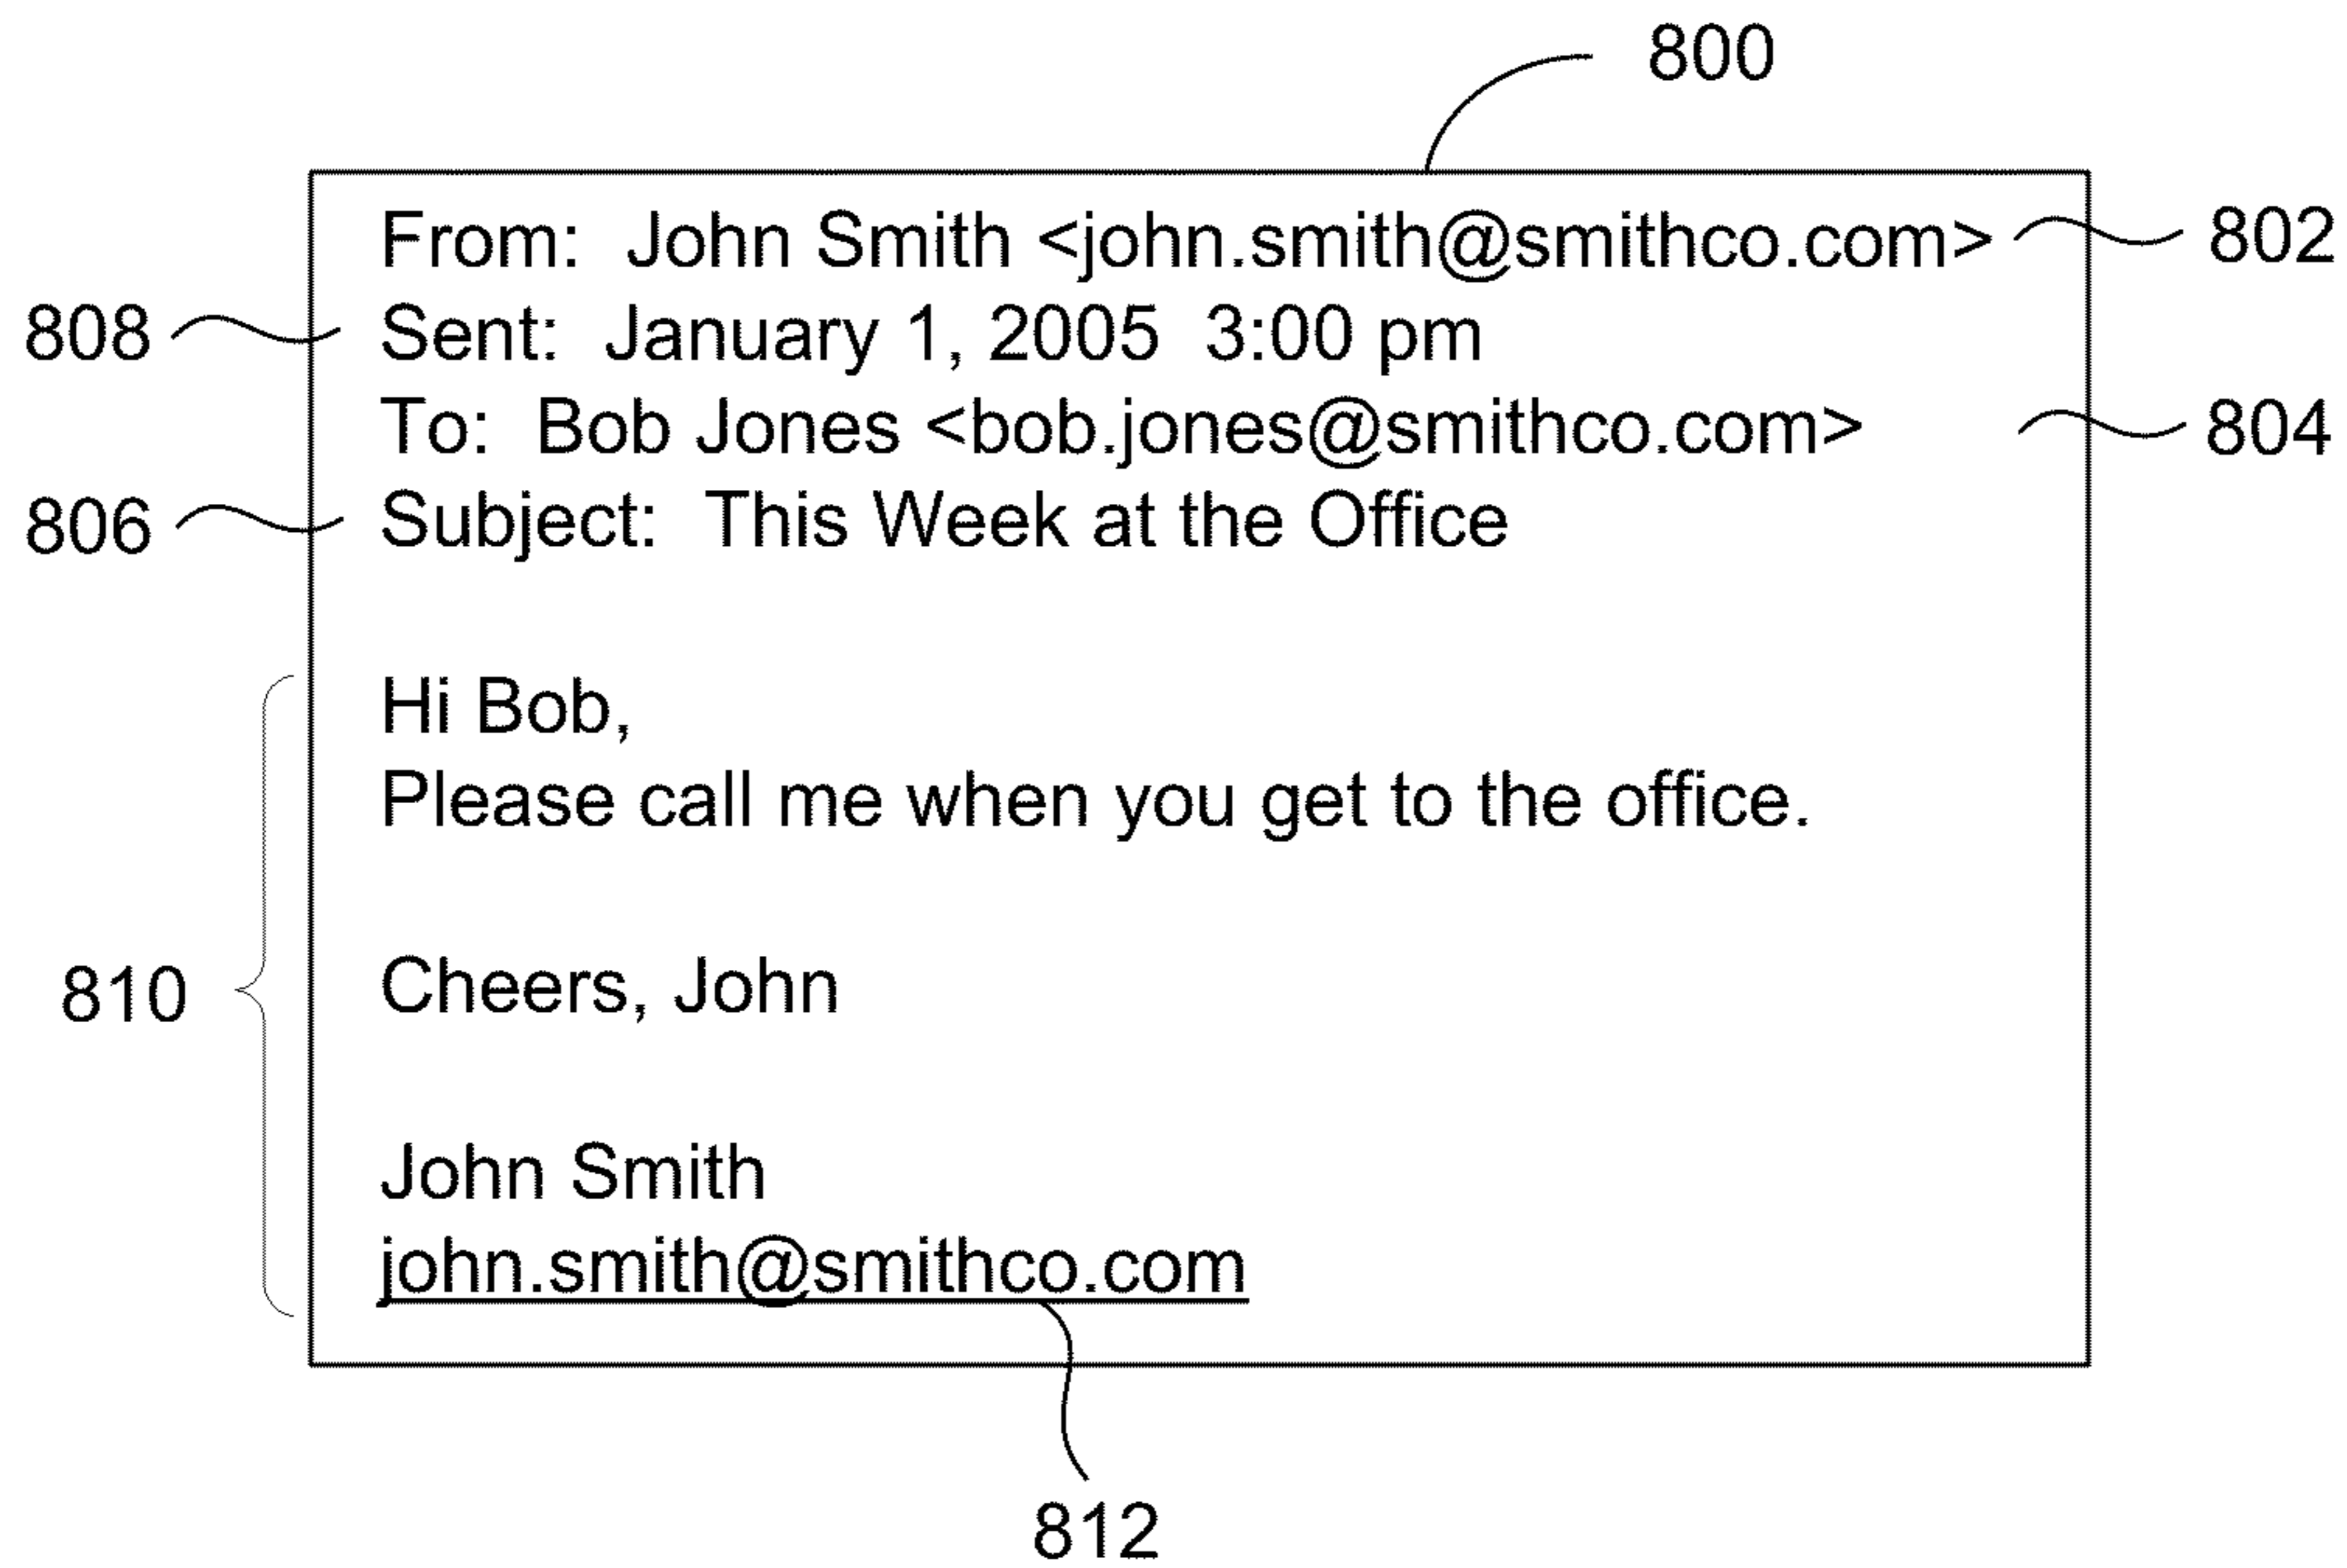 800
From: John Smith <john.smith@smithco.com> 802
808 Sent: January 1, 2005 3:00 pm
To: Bob Jones <bob.jones@smithco.com> 804
806 Subject: This Week at the Office
Hi Bob,
Please call me when you get to the office.
810 Cheers, John
John Smith
john.smith@smithco.com
812